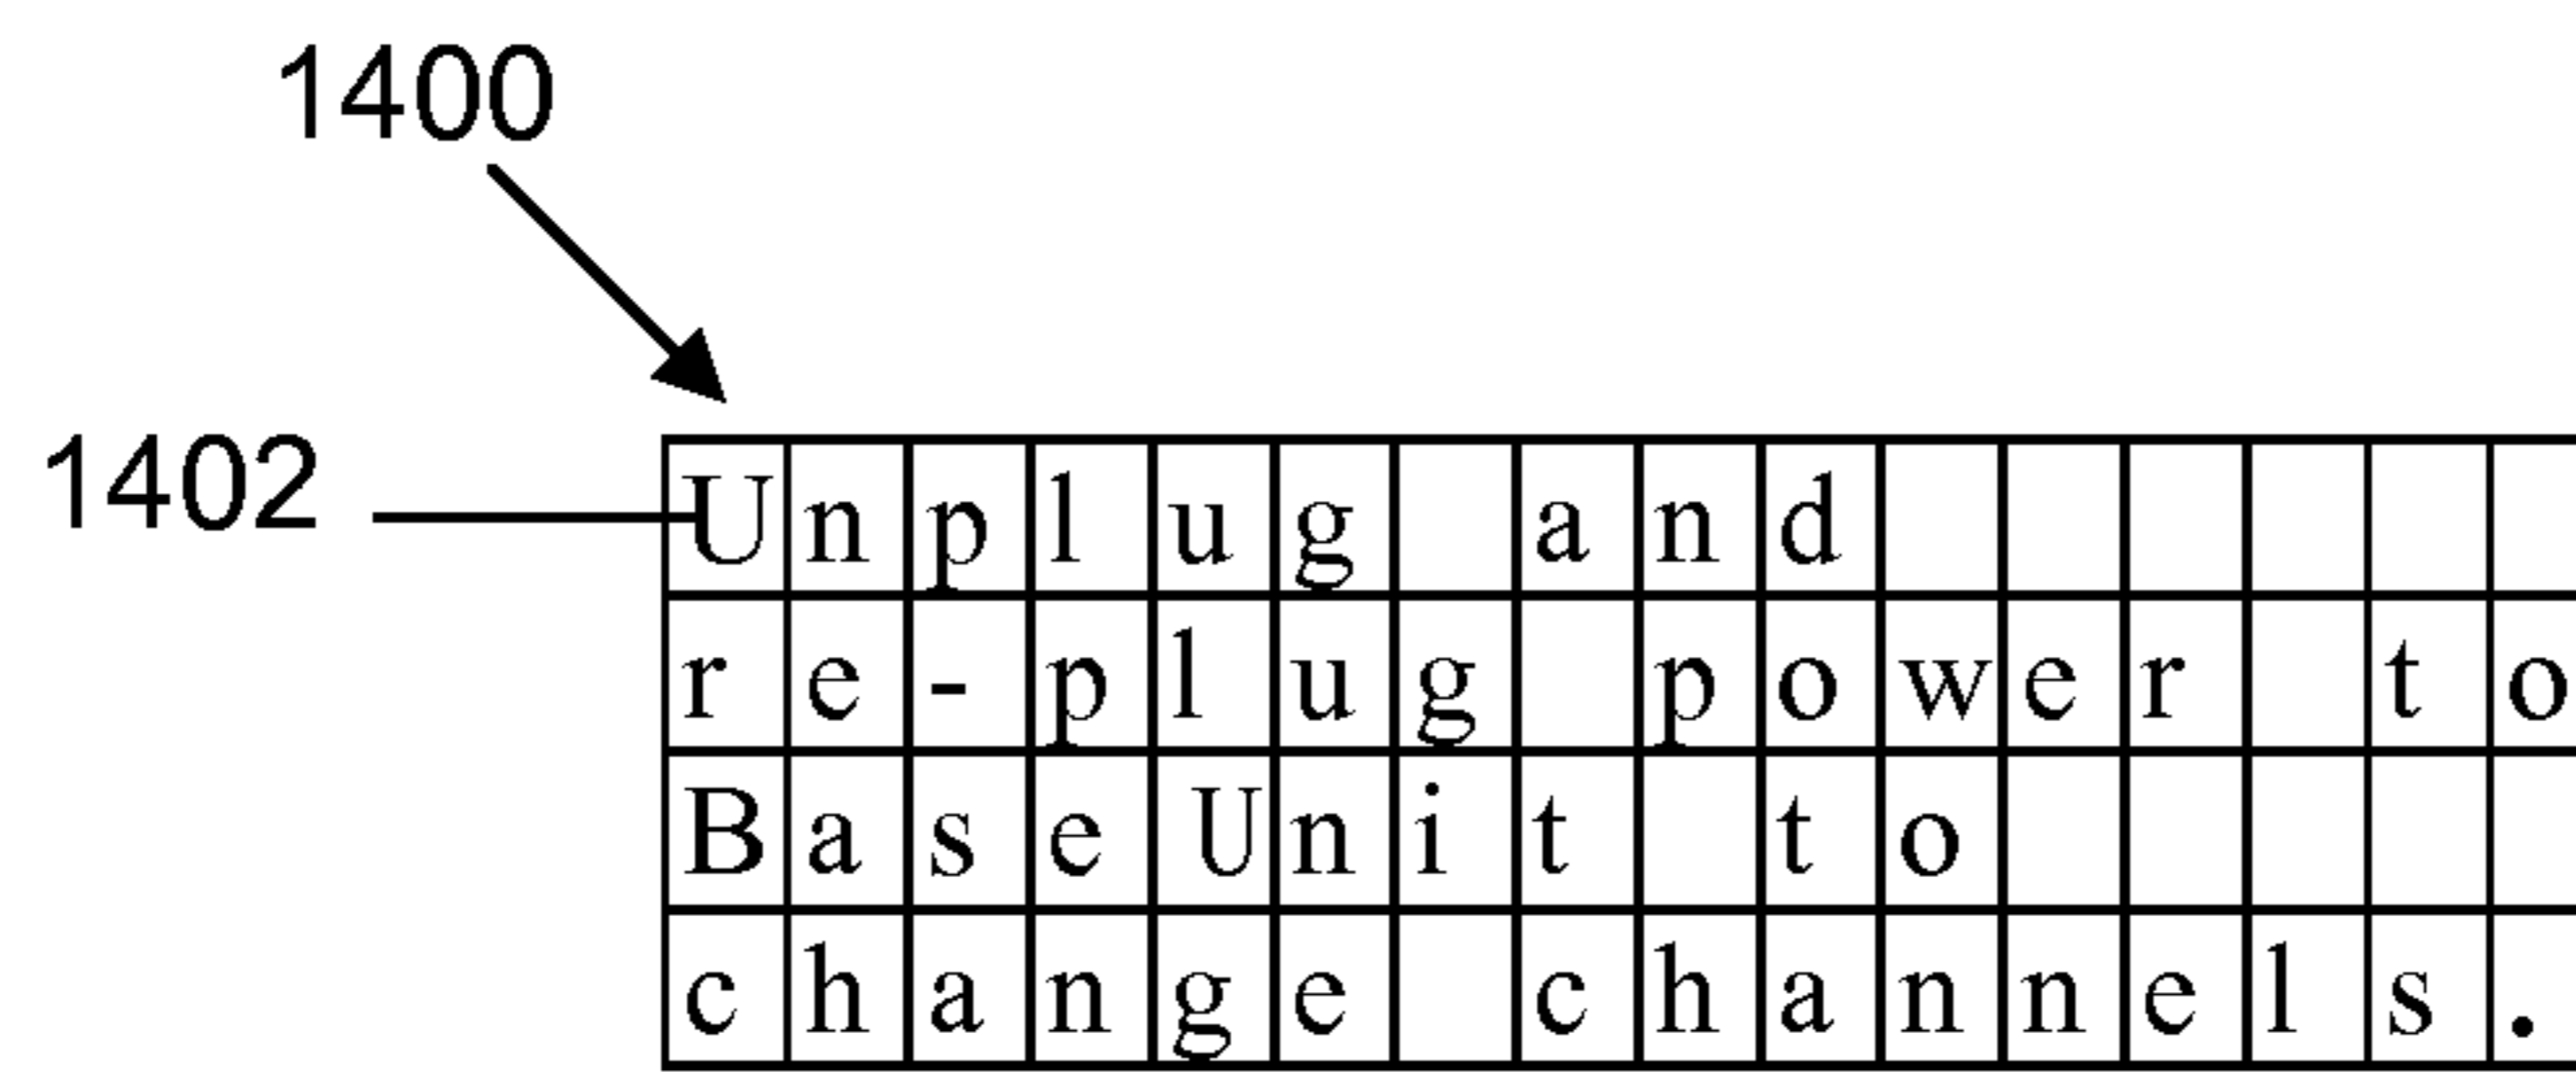 1400
1402
Unplug and
re-plug power to
Base Unit to
change channels.